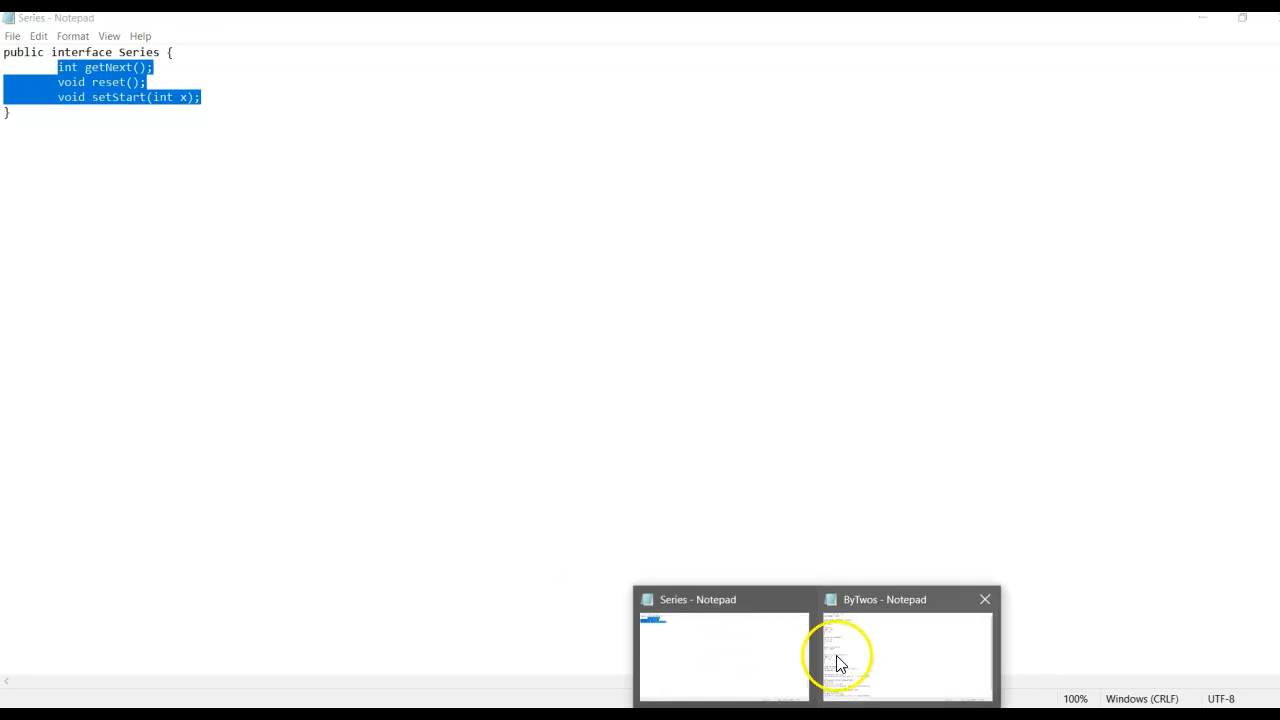 Series - Notepad
File Edit Format View Help
public interface Series {
int getNext();
void reset();
void setStart(int x);
}
Series - Notepad
ByTwos - Notepad
100% Windows (CRLF) UTF-8